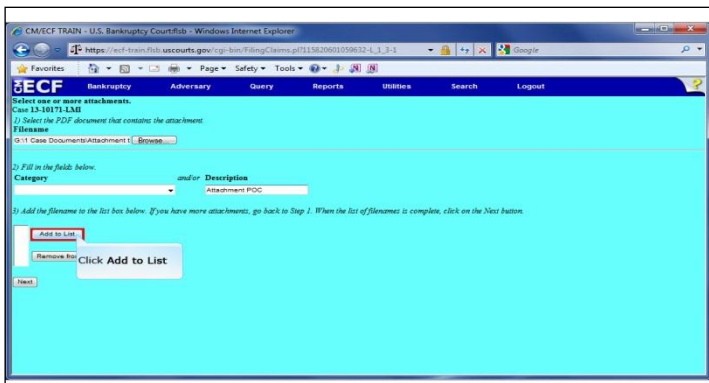 CM/ECF TRAIN - U.S. Bankruptcy Court:flsb - Windows Internet Explorer
https://ecf-train.flsb.uscourts.gov/cgi-bin/FilingClaims.pl?115820601059632-L_1_3-1
Google
Favorites Page Safety Tools
ECF Bankruptcy Adversary Query Reports Utilities Search Logout
Select one or more attachments.
Case 13-10171-LMI
1) Select the PDF document that contains the attachment
Filename
G:\1 Case Documents\Attachment t Browse...
2) Fill in the fields below.
Category and/or Description
Attachment POC
3) Add the filename to the list box below. If you have more attachments, go back to Step 1. When the list of filenames is complete, click on the Next button.
Add to List
Remove fro
Click Add to List
Next